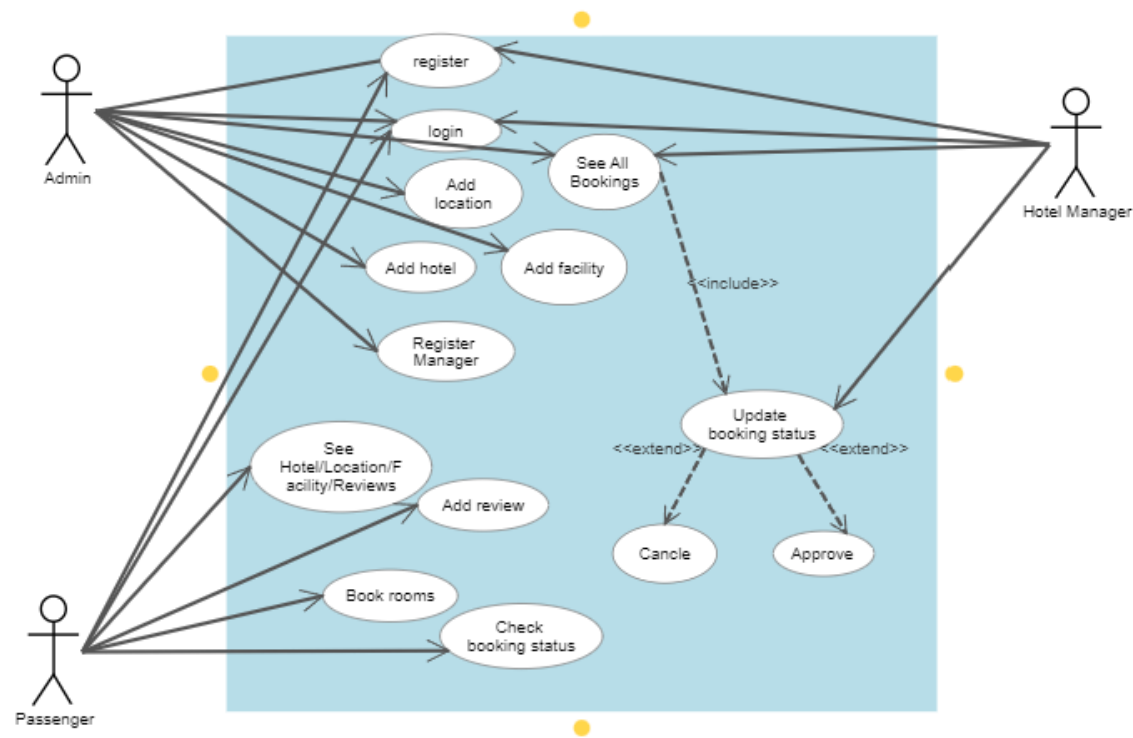 register
Admin
login
See All
Bookings
Add
location
Hotel Manager
Add hotel
Add facility
<<include>>
Register
Manager
Update
booking status
<<extend>>
<<extend>>
See
Hotel/Location/F
acility/Reviews
Add review
Cancle
Approve
Book rooms
Check
booking status
Passenger